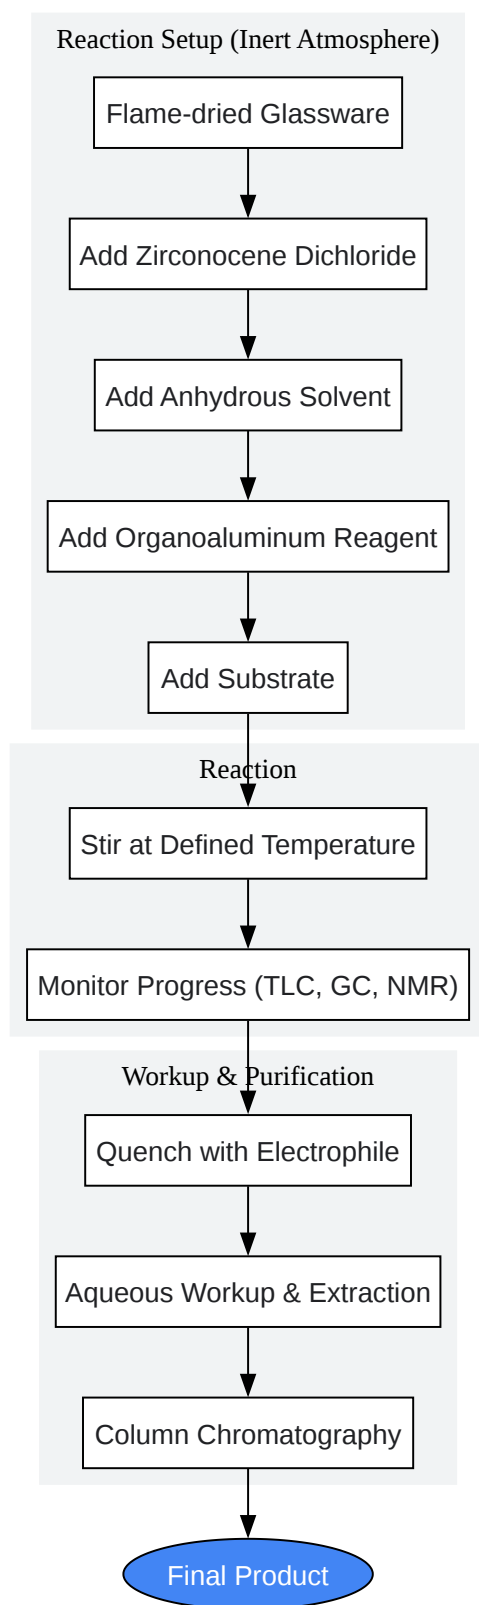 Reaction Setup (Inert Atmosphere)
Flame-dried Glassware
Add Zirconocene Dichloride
Add Anhydrous Solvent
Add Organoaluminum Reagent
Add Substrate
Reaction
Stir at Defined Temperature
Monitor Progress (TLC, GC, NMR)
Workup & Purification
Quench with Electrophile
Aqueous Workup & Extraction
Column Chromatography
Final Product